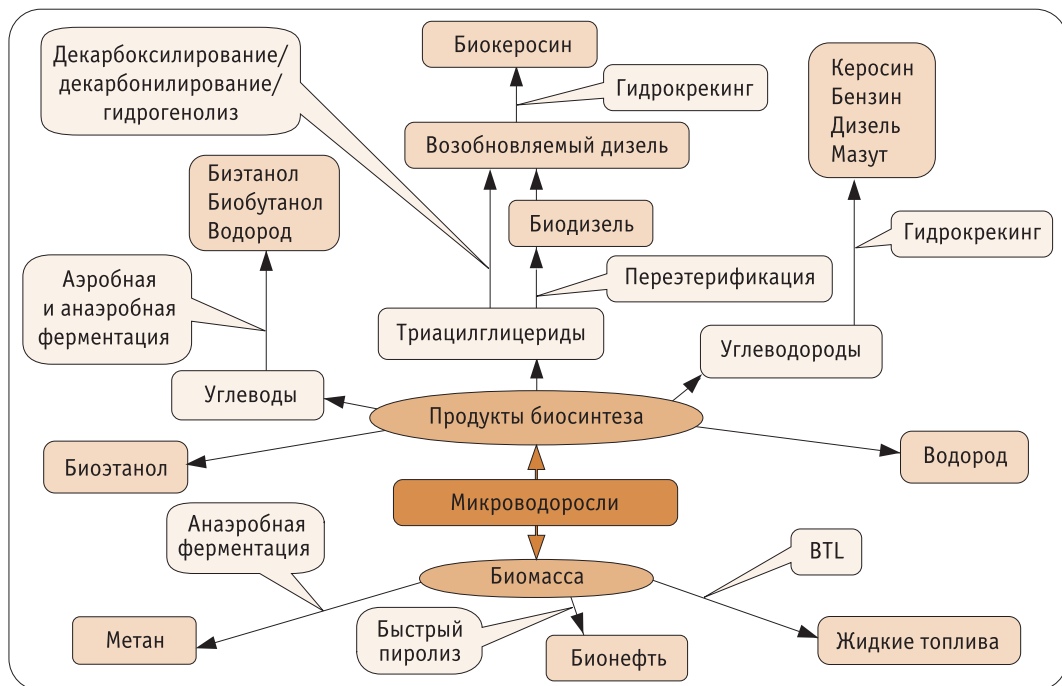 Декарбоксилирование/
декарбонилирование/
гидрогенолиз
Биокеросин
Гидрокрекинг
Керосин
Бензин
Дизель
Мазут
Возобновляемый дизель
Биэтанол
Биобутанол
Водород
Биодизель
Гидрокрекинг
Аэробная
и анаэробная
ферментация
Переэтерификация
Триацилглицериды
Углеводороды
Углеводы
Продукты биосинтеза
Биоэтанол
Водород
Микроводоросли
Анаэробная
ферментация
BTL
Биомасса
Метан
Быстрый
пиролиз
Бионефть
Жидкие топлива